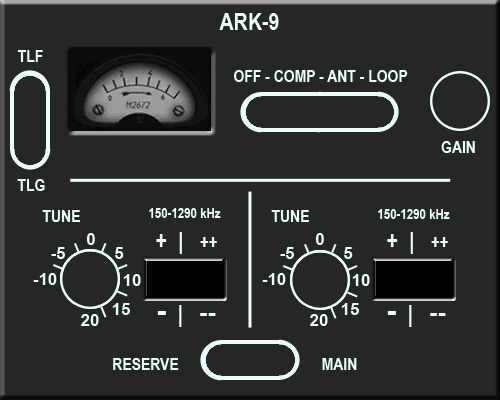 ARK-9
TLF
OFF - COMP - ANT - LOOP
0 2 4 6
M2672
TLG
GAIN
TUNE
150-1290 kHz
+ | ++
-10 -5 0 5 10 15 20
- | --
TUNE
150-1290 kHz
+ | ++
-10 -5 0 5 10 15 20
- | --
RESERVE
MAIN